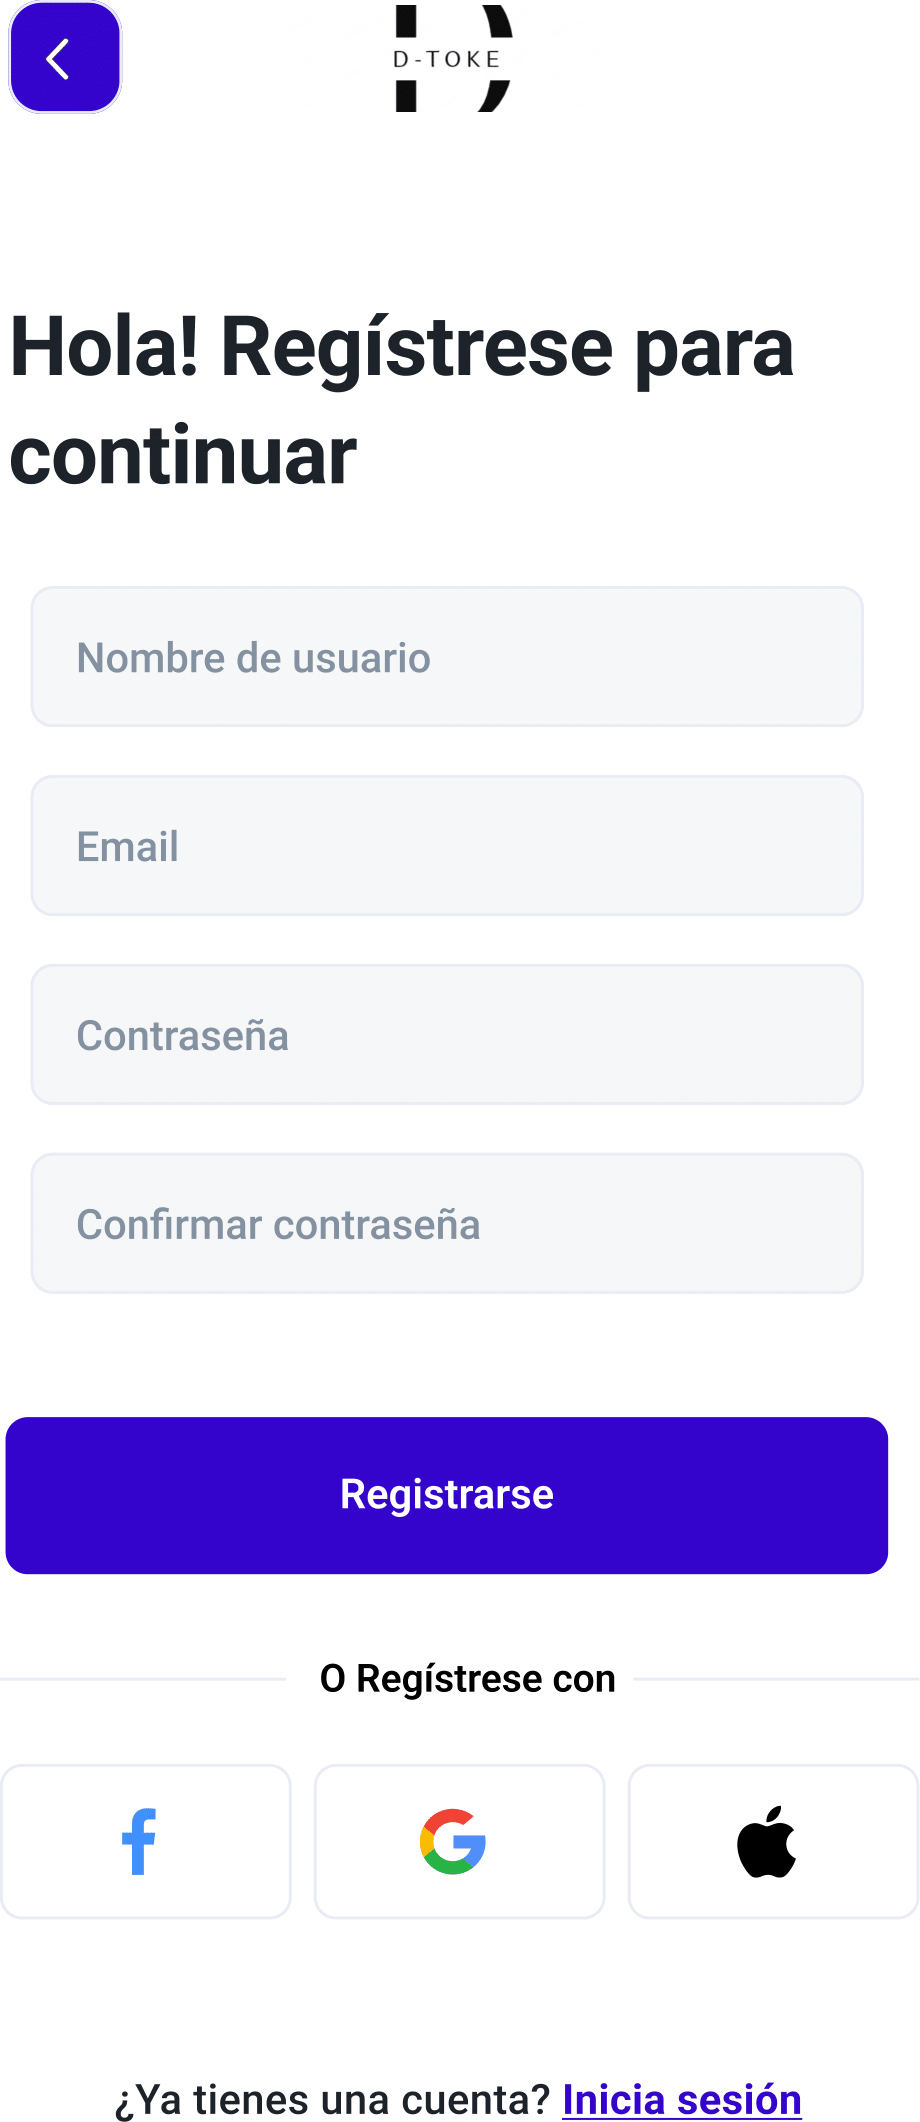 D-TOKE
Hola! Regístrese para
continuar
Nombre de usuario
Email
Contraseña
Confirmar contraseña
Registrarse
O Regístrese con
¿Ya tienes una cuenta? Inicia sesión